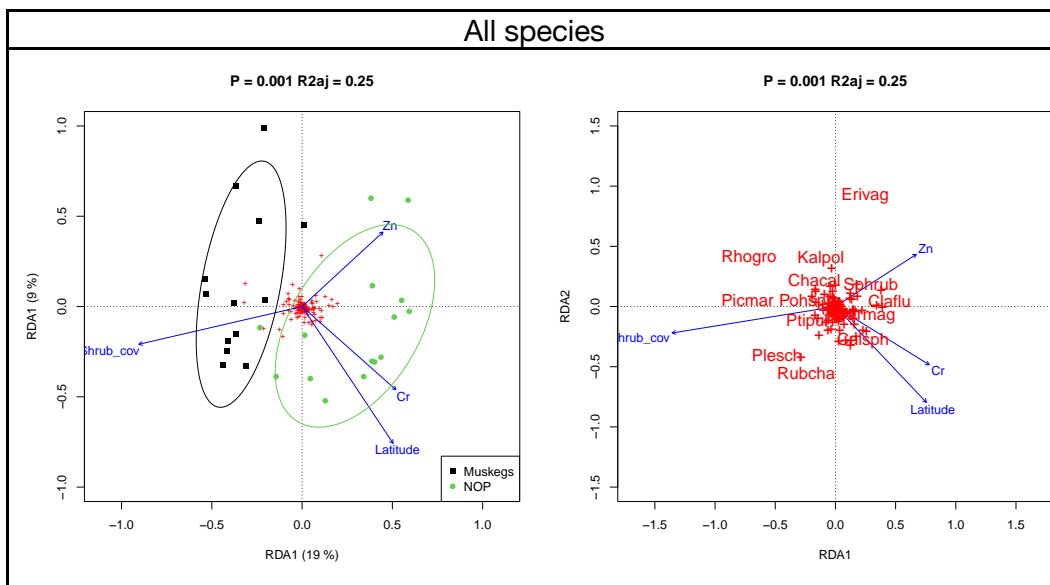 All species
P = 0.001 R2aj = 0.25
1.0
0.5
0.0
−0.5
−1.0
RDA1 (9 %)
Zn
Shrub_cov
Cr
Latitude
Muskegs
NOP
−1.0 −0.5 0.0 0.5 1.0
RDA1 (19 %)
P = 0.001 R2aj = 0.25
1.5
1.0
0.5
0.0
−0.5
−1.0
−1.5
RDA2
Erivag
Zn
Rhogro Kalpol
Chacal Sphrub
Picmar Claflu
Ptipul
Shrub_cov
Calsph
Plesch
Rubcha
Cr
Latitude
−1.5 −1.0 −0.5 0.0 0.5 1.0 1.5
RDA1